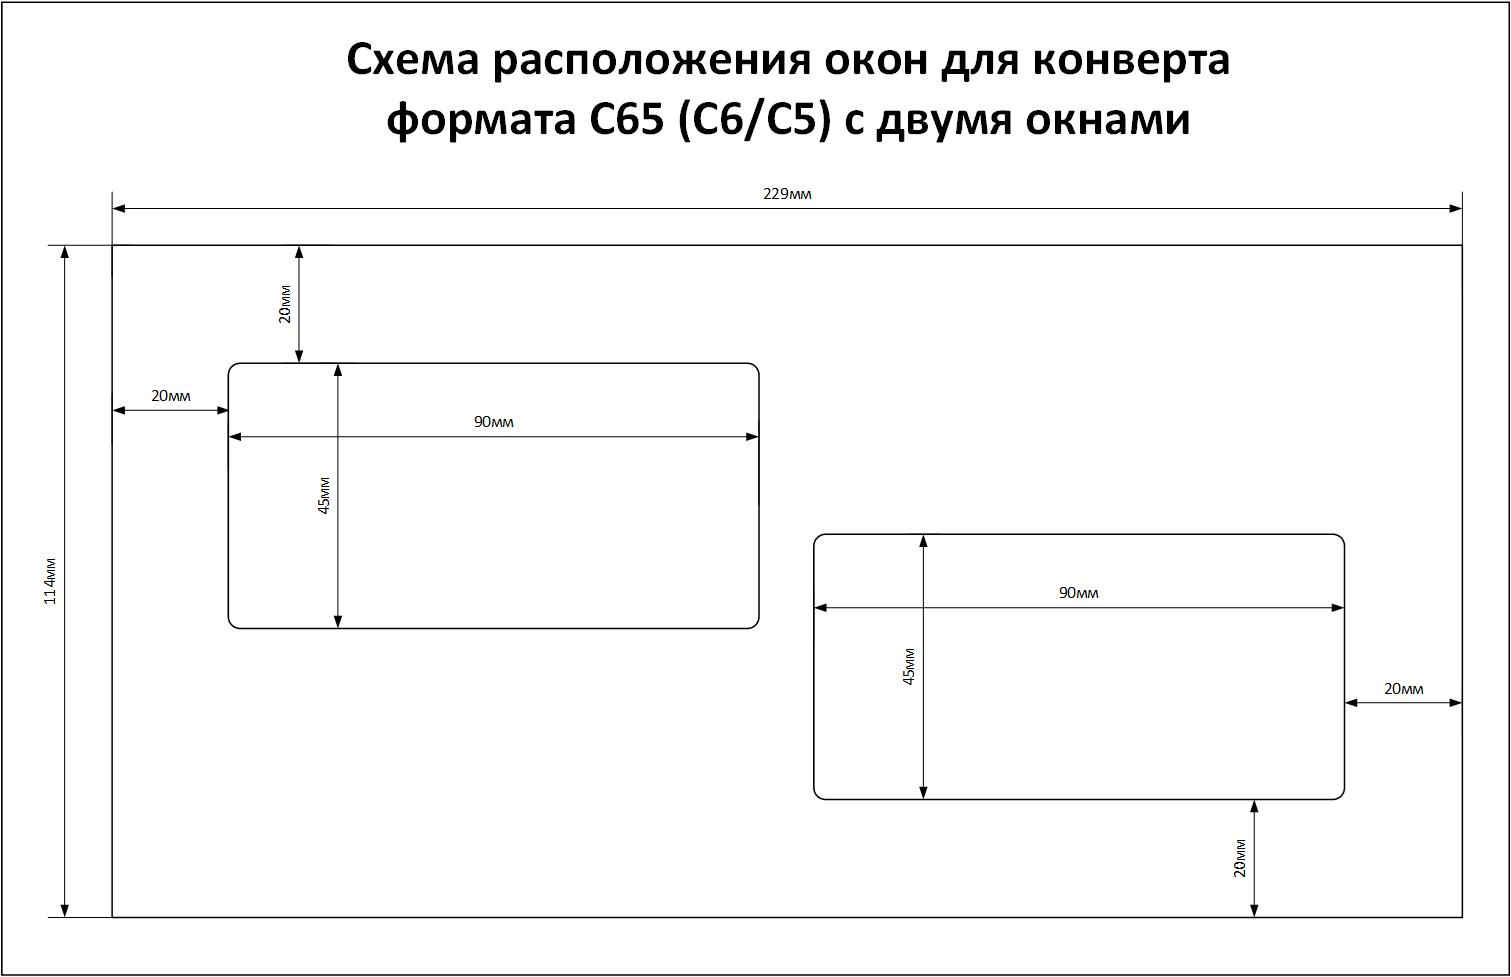 Схема расположения окон для конверта
формата С65 (С6/С5) с двумя окнами
229мм
20мм
20мм
90мм
45мм
114мм
90мм
45мм
20мм
20мм